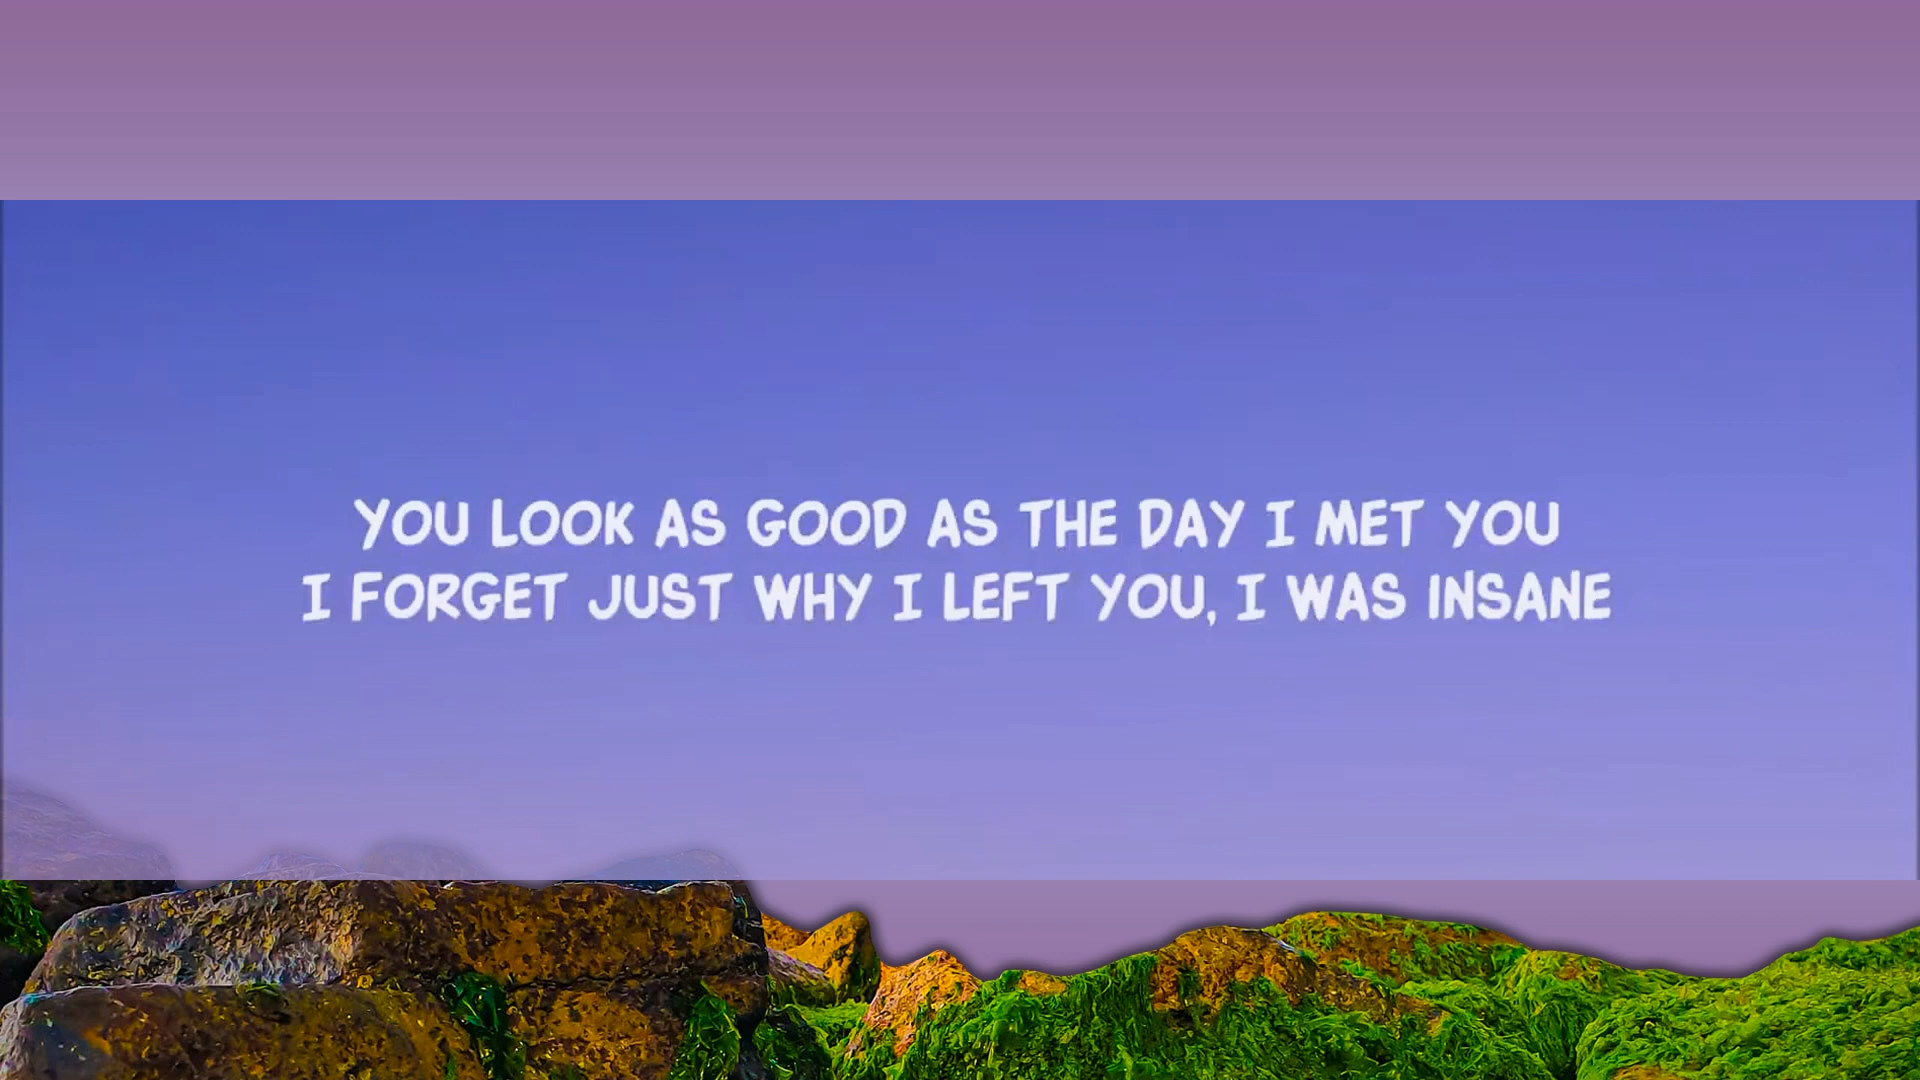 YOU LOOK AS GOOD AS THE DAY I MET YOU
I FORGET JUST WHY I LEFT YOU, I WAS INSANE